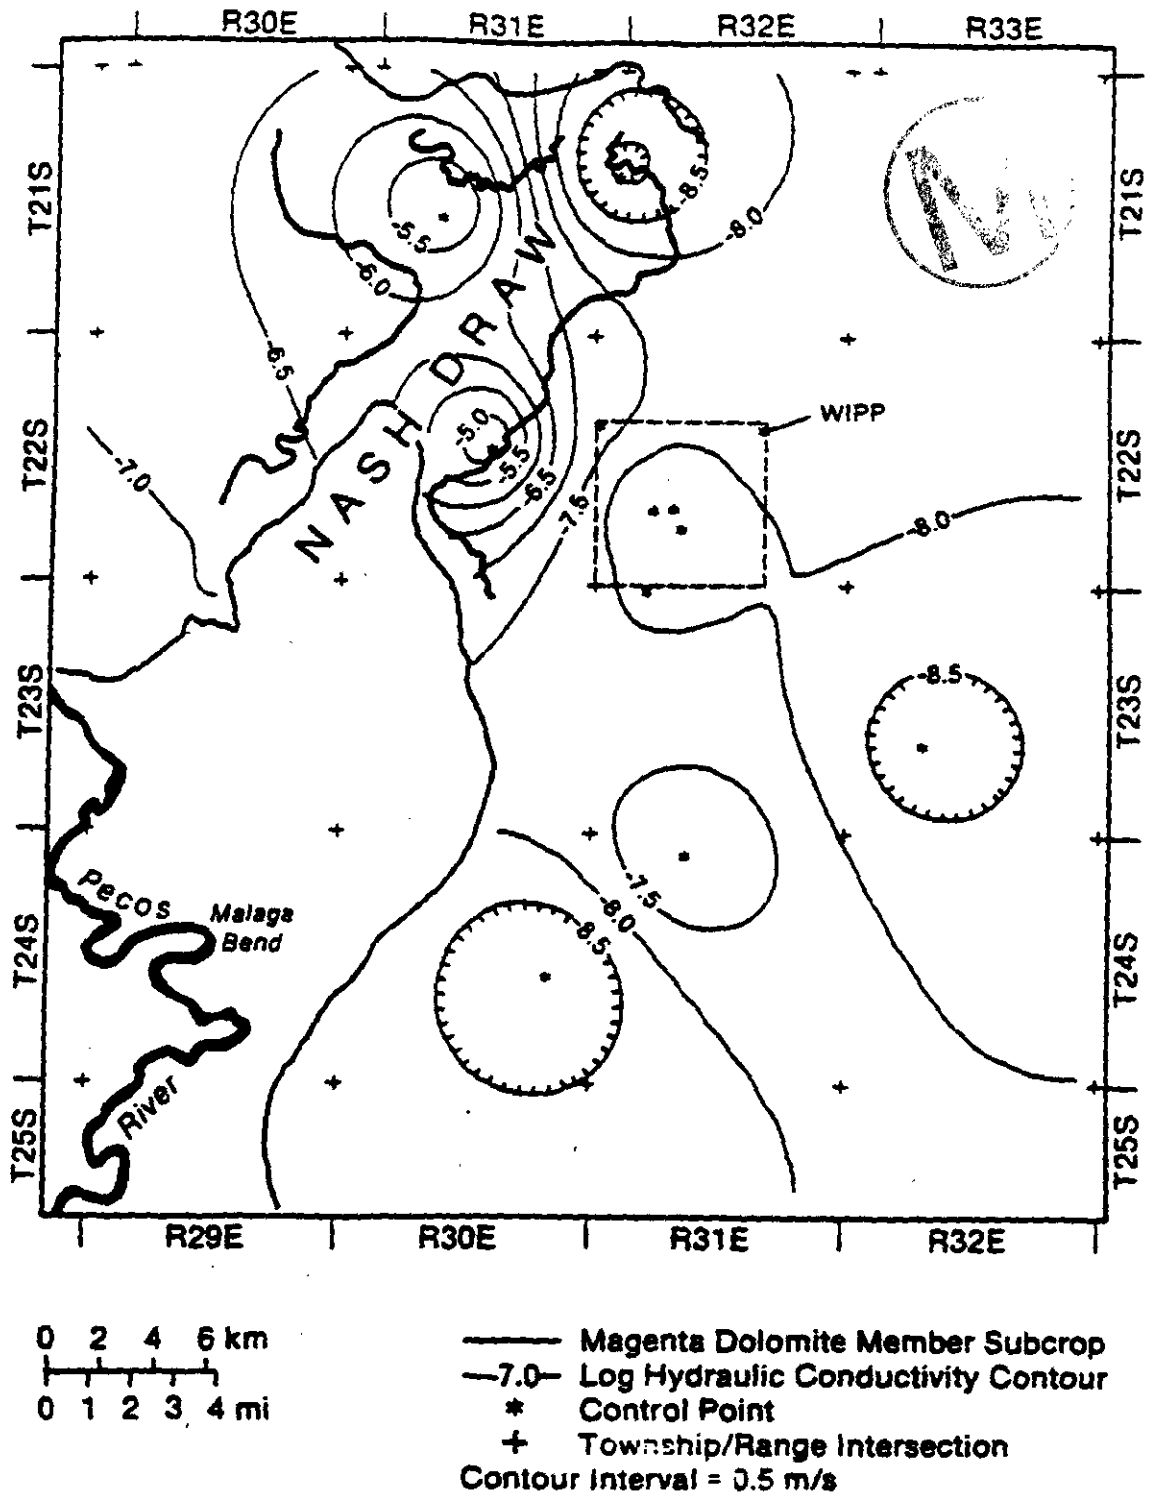 R30E R31E R32E R33E
T21S
T21S
-8.5
-8.0
-5.5
-6.0
-6.5
NASH DRAW
WIPP
-5.0
-5.5
-6.5
-7.5
T22S
T22S
-7.0
-8.0
T23S
T23S
-8.5
-7.5
-8.0
-8.5
Pecos
Malaga
Bend
River
T24S
T24S
T25S
T25S
R29E R30E R31E R32E
0 2 4 6 km
0 1 2 3 4 mi
Magenta Dolomite Member Subcrop
-7.0 Log Hydraulic Conductivity Contour
* Control Point
+ Township/Range Intersection
Contour Interval = 0.5 m/s